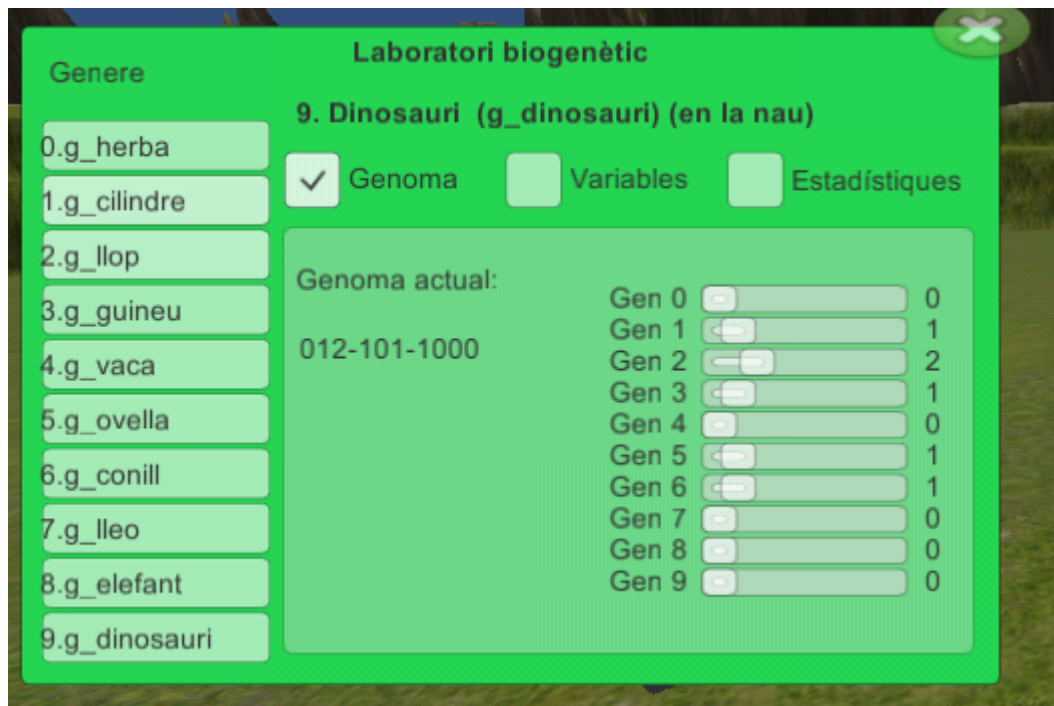 Laboratori biogenètic
Genere
9. Dinosauri (g_dinosauri) (en la nau)
0.g_herba
1.g_cilindre
2.g_llop
3.g_guineu
4.g_vaca
5.g_ovella
6.g_conill
7.g_lleo
8.g_elefant
9.g_dinosauri
Genoma
Variables
Estadístiques
Genoma actual:
012-101-1000
Gen 0 0
Gen 1 1
Gen 2 2
Gen 3 1
Gen 4 0
Gen 5 1
Gen 6 1
Gen 7 0
Gen 8 0
Gen 9 0